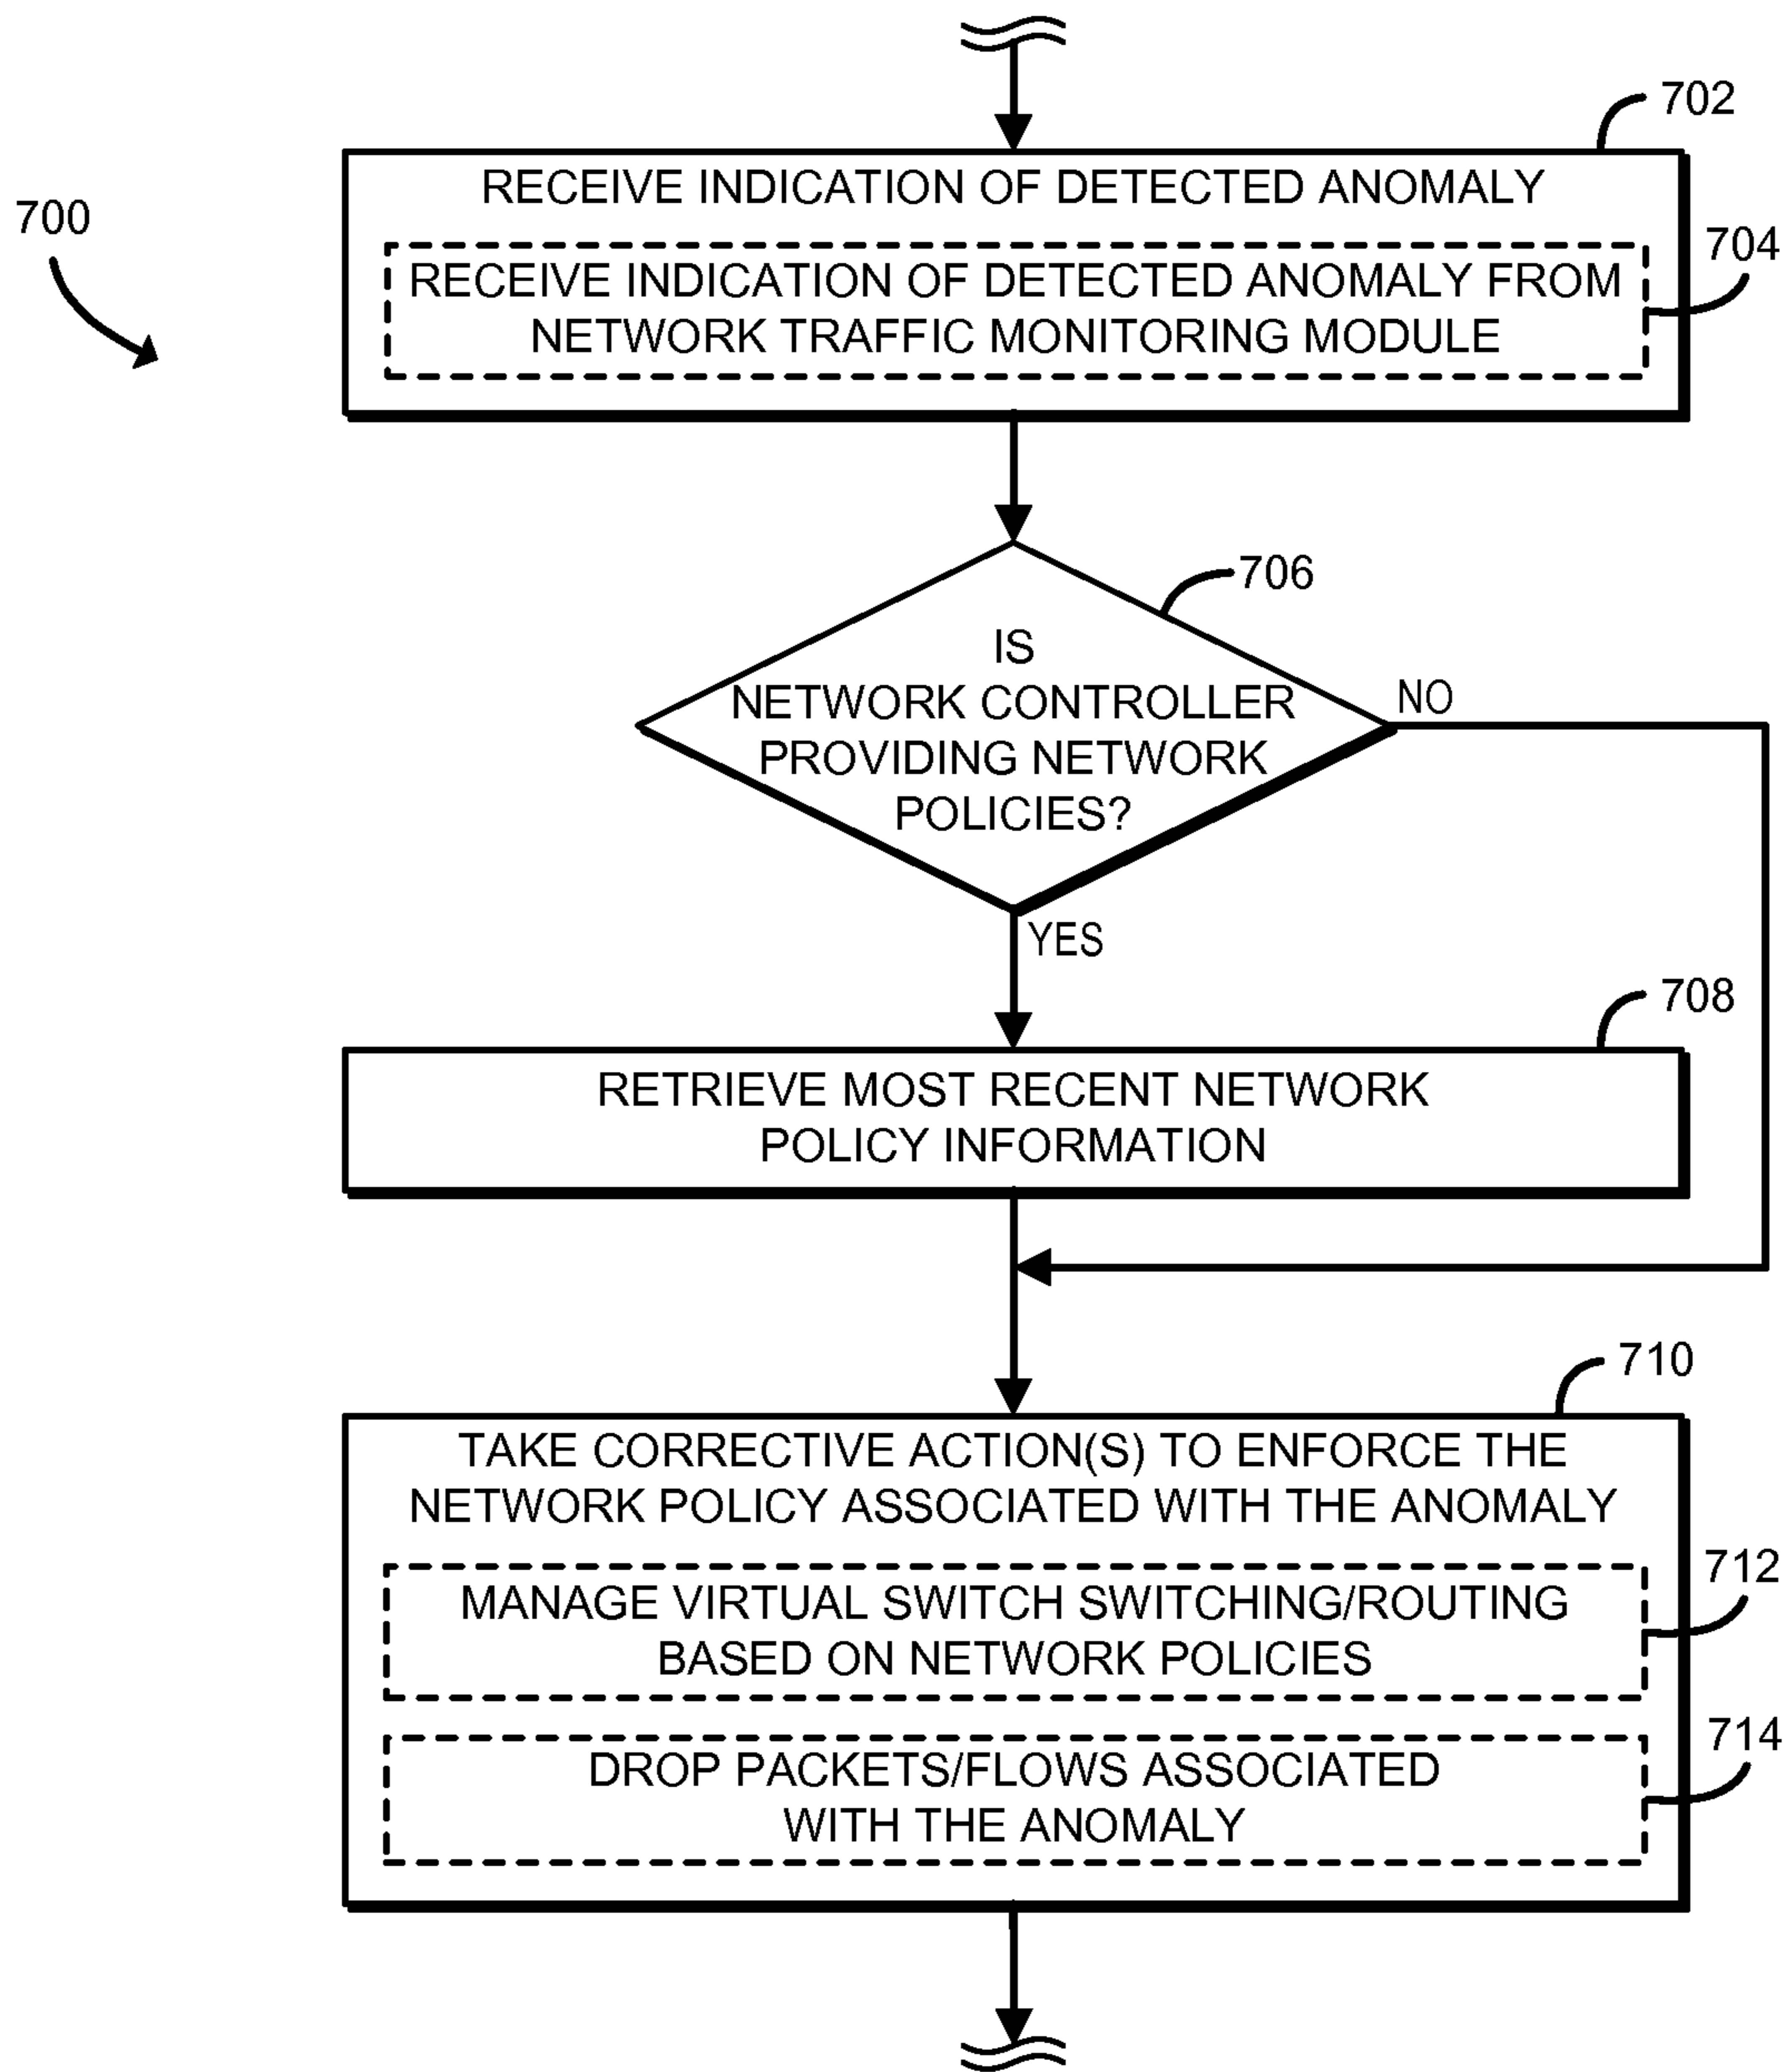 702
RECEIVE INDICATION OF DETECTED ANOMALY
700
704
RECEIVE INDICATION OF DETECTED ANOMALY FROM
NETWORK TRAFFIC MONITORING MODULE
706
IS
NETWORK CONTROLLER
PROVIDING NETWORK
POLICIES?
NO
YES
708
RETRIEVE MOST RECENT NETWORK
POLICY INFORMATION
710
TAKE CORRECTIVE ACTION(S) TO ENFORCE THE
NETWORK POLICY ASSOCIATED WITH THE ANOMALY
712
MANAGE VIRTUAL SWITCH SWITCHING/ROUTING
BASED ON NETWORK POLICIES
714
DROP PACKETS/FLOWS ASSOCIATED
WITH THE ANOMALY